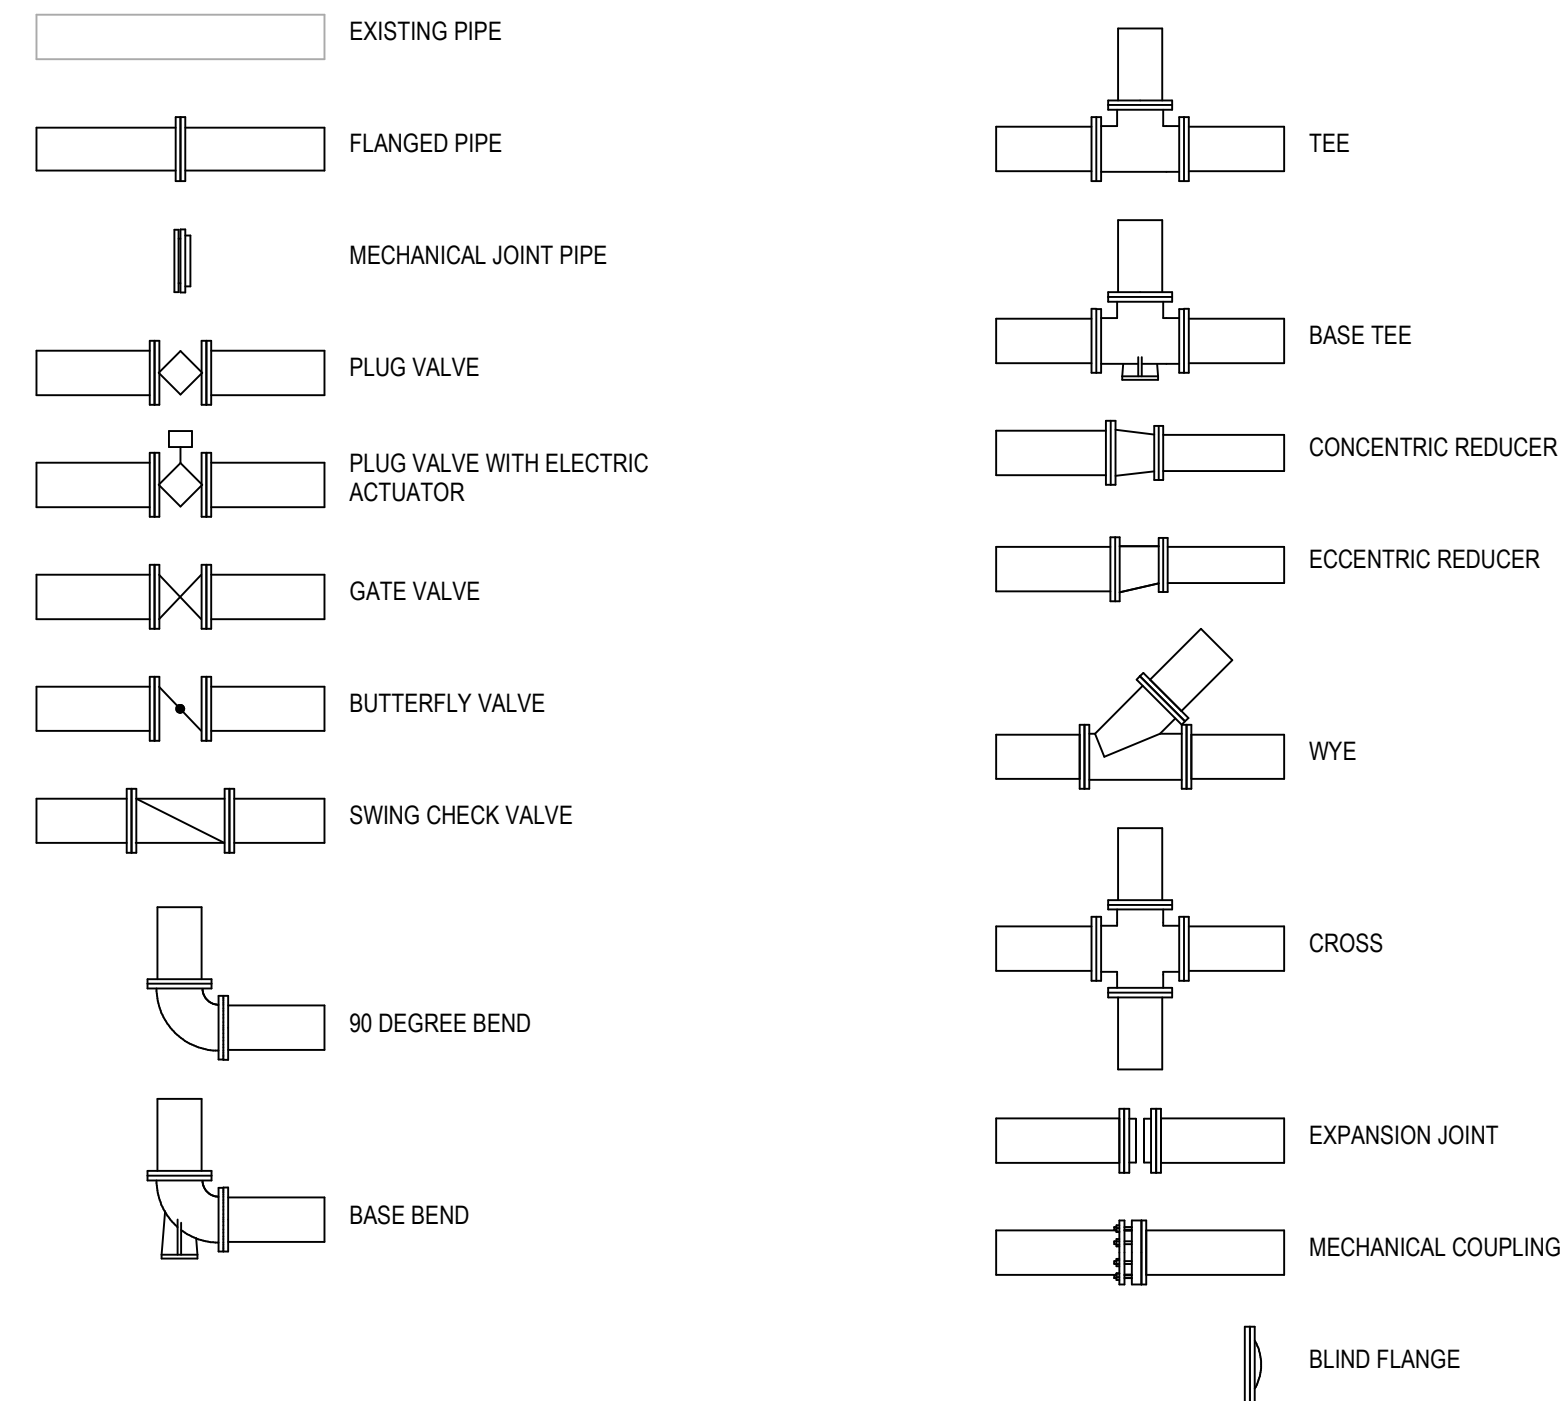 EXISTING PIPE
FLANGED PIPE
MECHANICAL JOINT PIPE
PLUG VALVE
PLUG VALVE WITH ELECTRIC
ACTUATOR
GATE VALVE
BUTTERFLY VALVE
SWING CHECK VALVE
90 DEGREE BEND
BASE BEND
TEE
BASE TEE
CONCENTRIC REDUCER
ECCENTRIC REDUCER
WYE
CROSS
EXPANSION JOINT
MECHANICAL COUPLING
BLIND FLANGE